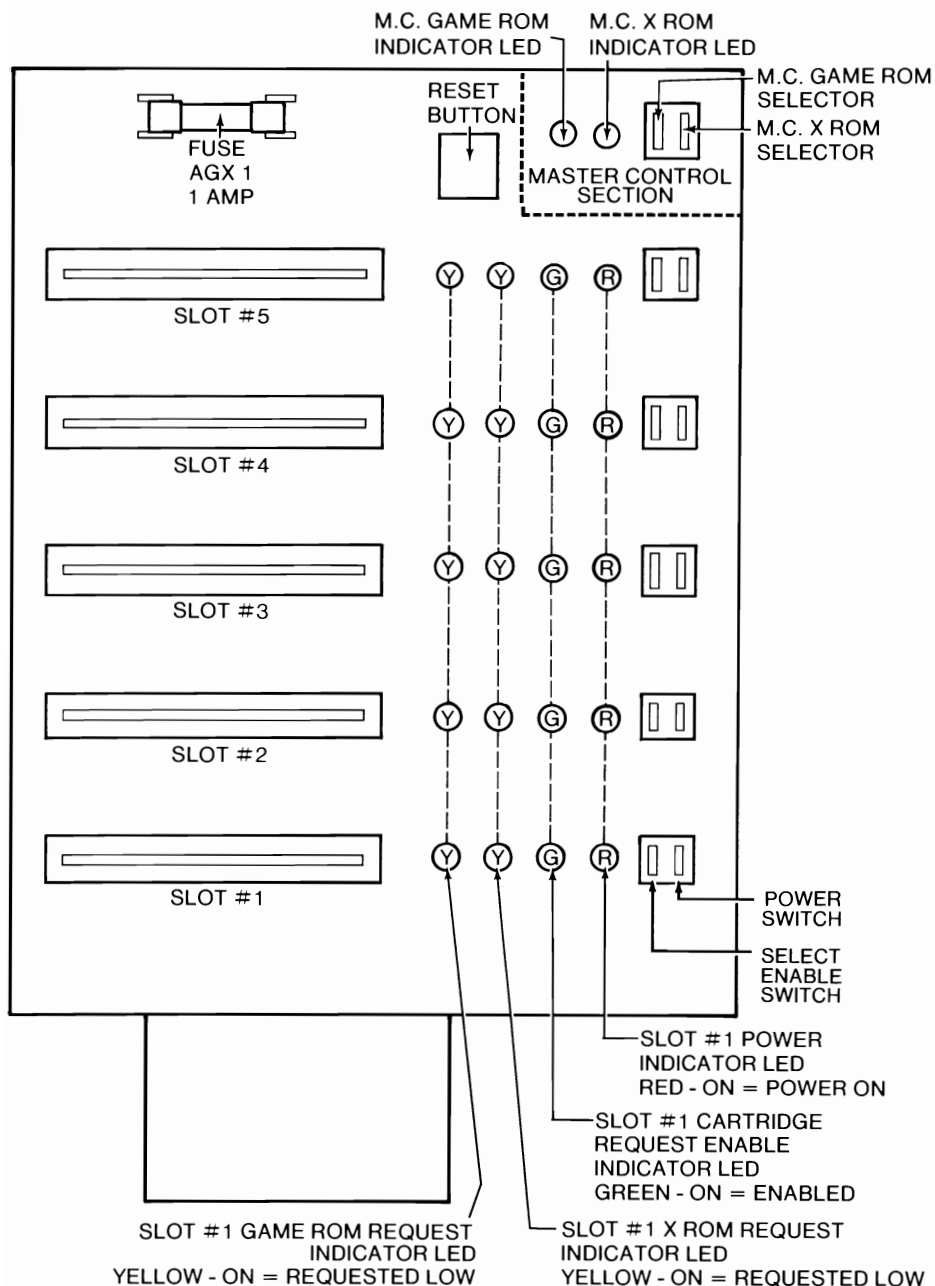 M.C. GAME ROM
INDICATOR LED
M.C. X ROM
INDICATOR LED
M.C. GAME ROM
SELECTOR
M.C. X ROM
SELECTOR
RESET
BUTTON
FUSE
AGX 1
1 AMP
MASTER CONTROL
SECTION
Y Y G R
SLOT #5
Y Y G R
SLOT #4
Y Y G R
SLOT #3
Y Y G R
SLOT #2
Y Y G R
SLOT #1
POWER
SWITCH
SELECT
ENABLE
SWITCH
SLOT #1 POWER
INDICATOR LED
RED - ON = POWER ON
SLOT #1 CARTRIDGE
REQUEST ENABLE
INDICATOR LED
GREEN - ON = ENABLED
SLOT #1 GAME ROM REQUEST
INDICATOR LED
YELLOW - ON = REQUESTED LOW
SLOT #1 X ROM REQUEST
INDICATOR LED
YELLOW - ON = REQUESTED LOW